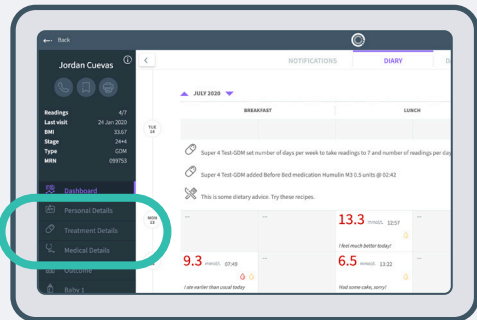 Back
Jordan Cuevas
Readings 4/7
Last visit 24 Jan 2020
BMI 33.67
Stage 24+4
Type GDM
MRN 099753
Dashboard
Personal Details
Treatment Details
Medical Details
Outcome
Baby 1
NOTIFICATIONS
DIARY
JULY 2020
BREAKFAST
LUNCH
TUE
14
Super 4 Test-GDM set number of days per week to take readings to 7 and number of readings per day
Super 4 Test-GDM added Before Bed medication Humulin M3 0.5 units @ 02:42
This is some dietary advice. Try these recipes.
MON
13
--
--
13.3 mmol/L 12:57
--
I feel much better today!
9.3 mmol/L 07:49
--
6.5 mmol/L 13:22
--
I ate earlier than usual today
Had some cake, sorry!